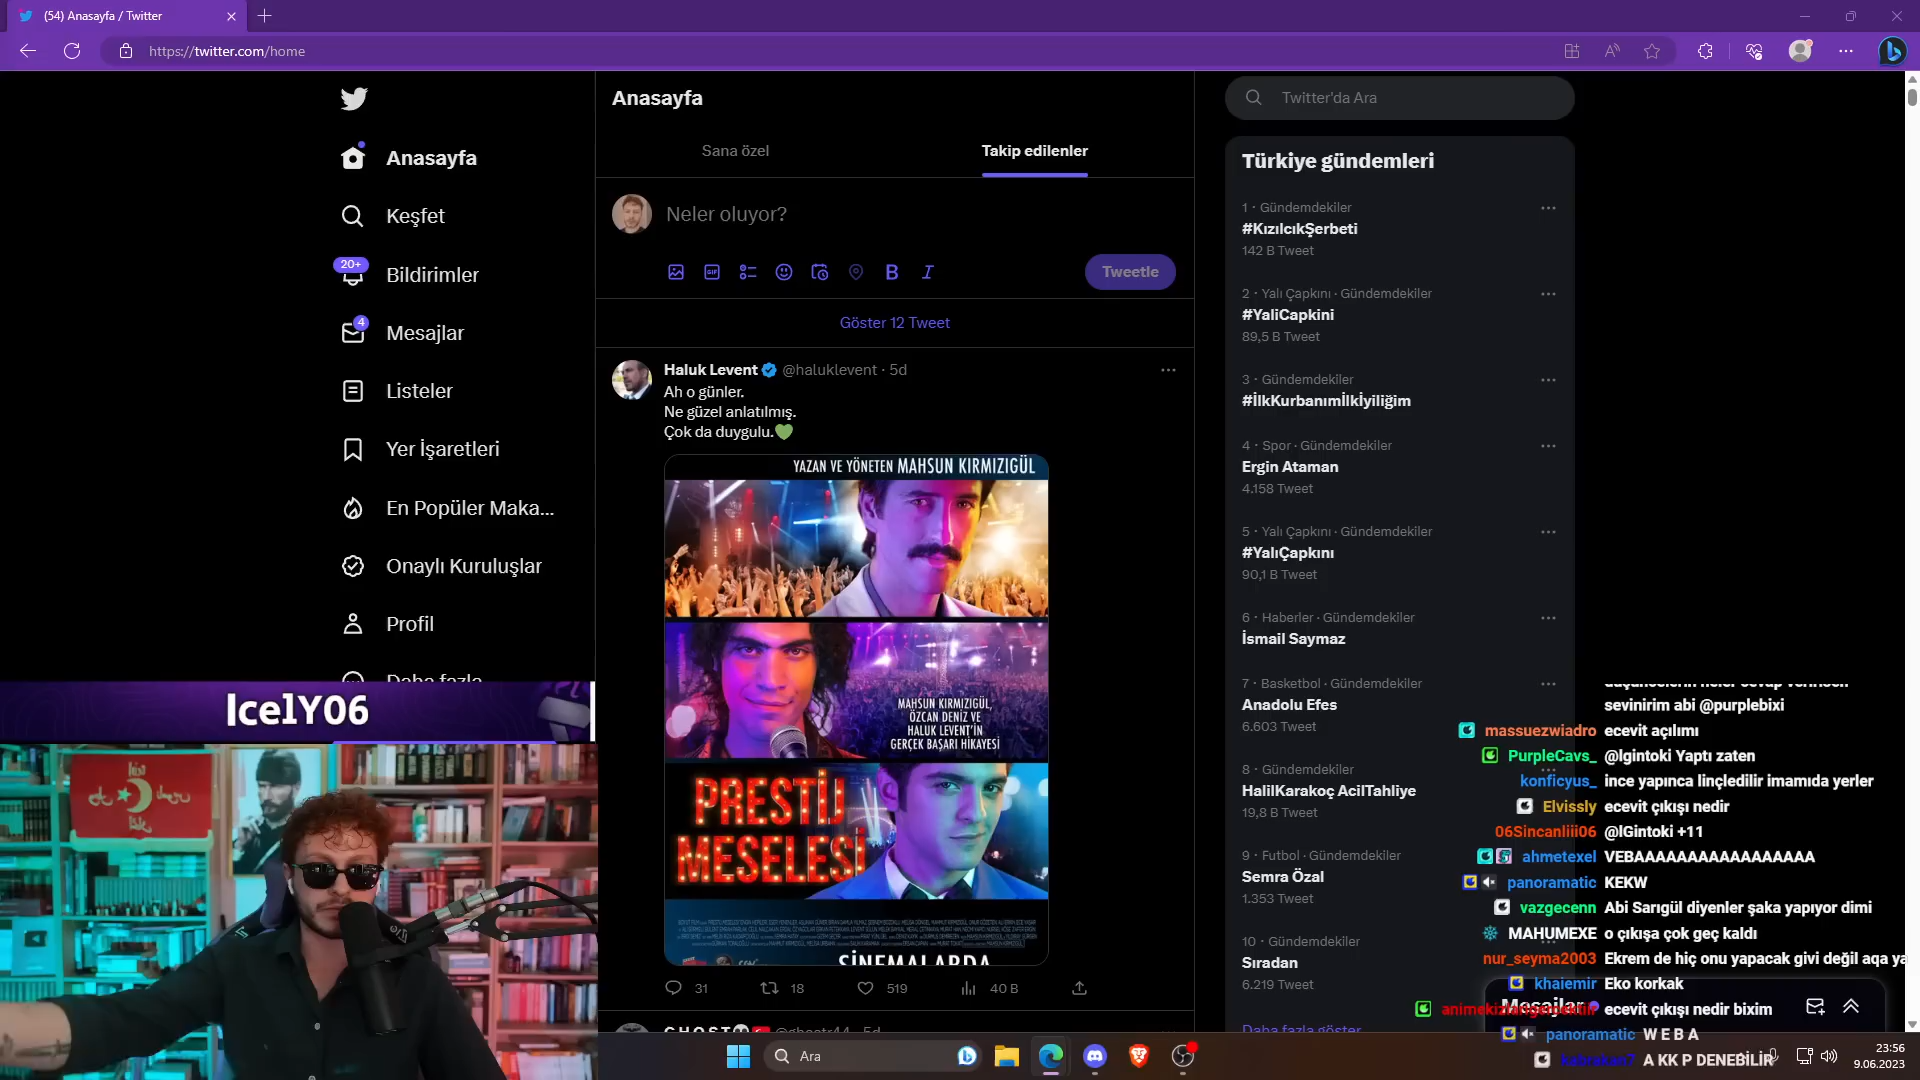 (54) Anasayfa / Twitter
https://twitter.com/home
Anasayfa
20+
Keşfet
Bildirimler
4
Mesajlar
Listeler
Yer İşaretleri
En Popüler Maka...
Onaylı Kuruluşlar
Profil
Daha fazla
IcelY06
Anasayfa
Sana özel
Takip edilenler
Neler oluyor?
GIF
B I
Tweetle
Göster 12 Tweet
Haluk Levent @haluklevent · 5d
Ah o günler.
Ne güzel anlatılmış.
Çok da duygulu.💚
YAZAN VE YÖNETEN MAHSUN KIRMIZIGÜL
MAHSUN KIRMIZIGÜL,
ÖZCAN DENİZ VE
HALUK LEVENT'İN
GERÇEK BAŞARI HİKAYESİ
PRESTİJ
MESELESİ
SİNEMALARDA
31
18
519
40 B
GHOST @ghostr44 · 5d
Twitter'da Ara
Türkiye gündemleri
1 · Gündemdekiler
#KızılcıkŞerbeti
142 B Tweet
2 · Yalı Çapkını · Gündemdekiler
#YaliCapkini
89,5 B Tweet
3 · Gündemdekiler
#İlkKurbanımİlkİyiliğim
4 · Spor · Gündemdekiler
Ergin Ataman
4.158 Tweet
5 · Yalı Çapkını · Gündemdekiler
#YalıÇapkını
90,1 B Tweet
6 · Haberler · Gündemdekiler
İsmail Saymaz
7 · Basketbol · Gündemdekiler
Anadolu Efes
6.603 Tweet
8 · Gündemdekiler
HalilKarakoç AcilTahliye
19,8 B Tweet
9 · Futbol · Gündemdekiler
Semra Özal
1.353 Tweet
10 · Gündemdekiler
Sıradan
6.219 Tweet
Daha fazla göster
Mesajlar
sevinirim abi @purplebixi
massuezwiadro ecevit açılımı
PurpleCavs_ @lgintoki Yaptı zaten
konficyus_ ince yapınca linçledilir imamıda yerler
Elvissly ecevit çıkışı nedir
06Sincanliii06 @lGintoki +11
ahmetexel VEBAAAAAAAAAAAAAAAAA
panoramatic KEKW
vazgecenn Abi Sarıgül diyenler şaka yapıyor dimi
MAHUMEXE o çıkışa çok geç kaldı
nur_seyma2003 Ekrem de hiç onu yapacak givi değil aqa ya
khaiemir Eko korkak
ecevit çıkışı nedir bixim
panoramatic W E B A
A KK P DENEBİLİR
Ara
23:56
9.06.2023